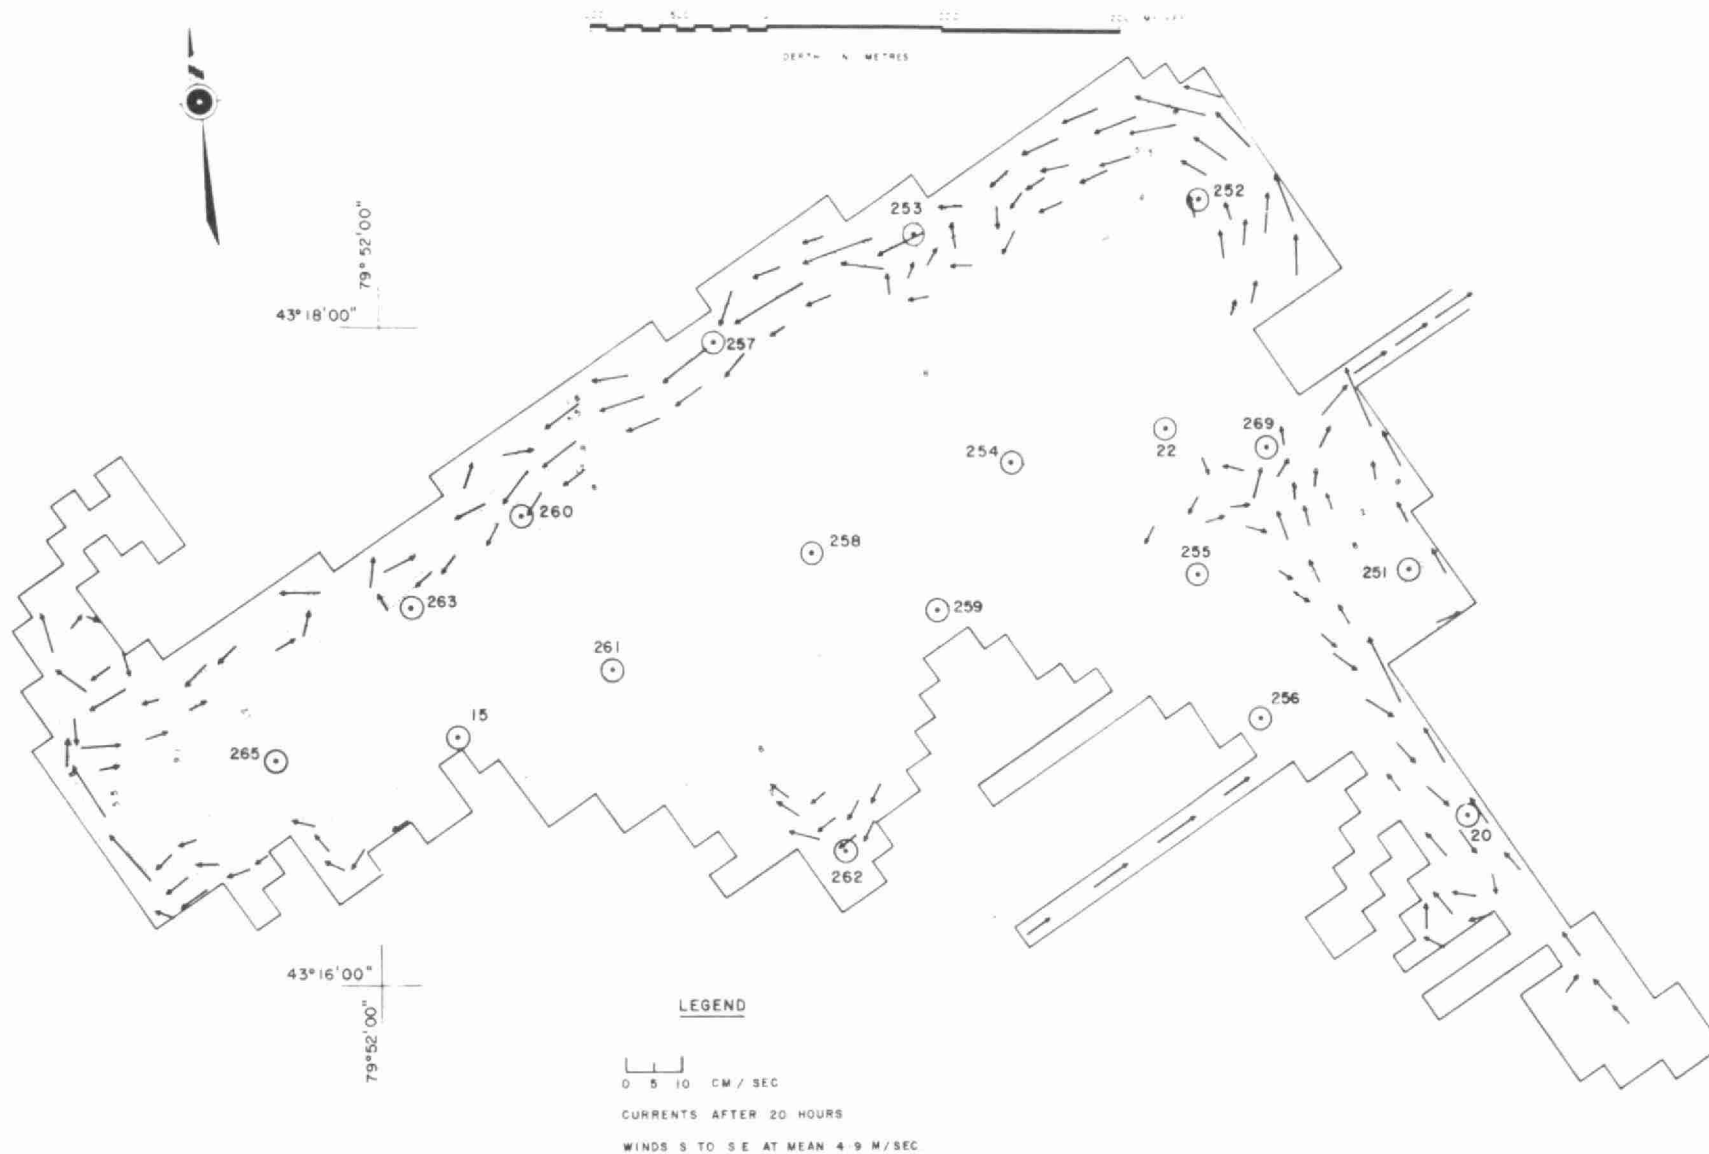 DEPTH IN METRES
252
253
79° 52' 00"
43° 18' 00"
257
269
22
254
260
258
255
251
263
259
261
256
15
265
20
262
43° 16' 00"
79° 52' 00"
LEGEND
0 5 10 CM / SEC
CURRENTS AFTER 20 HOURS
WINDS S TO S E AT MEAN 4·9 M/SEC